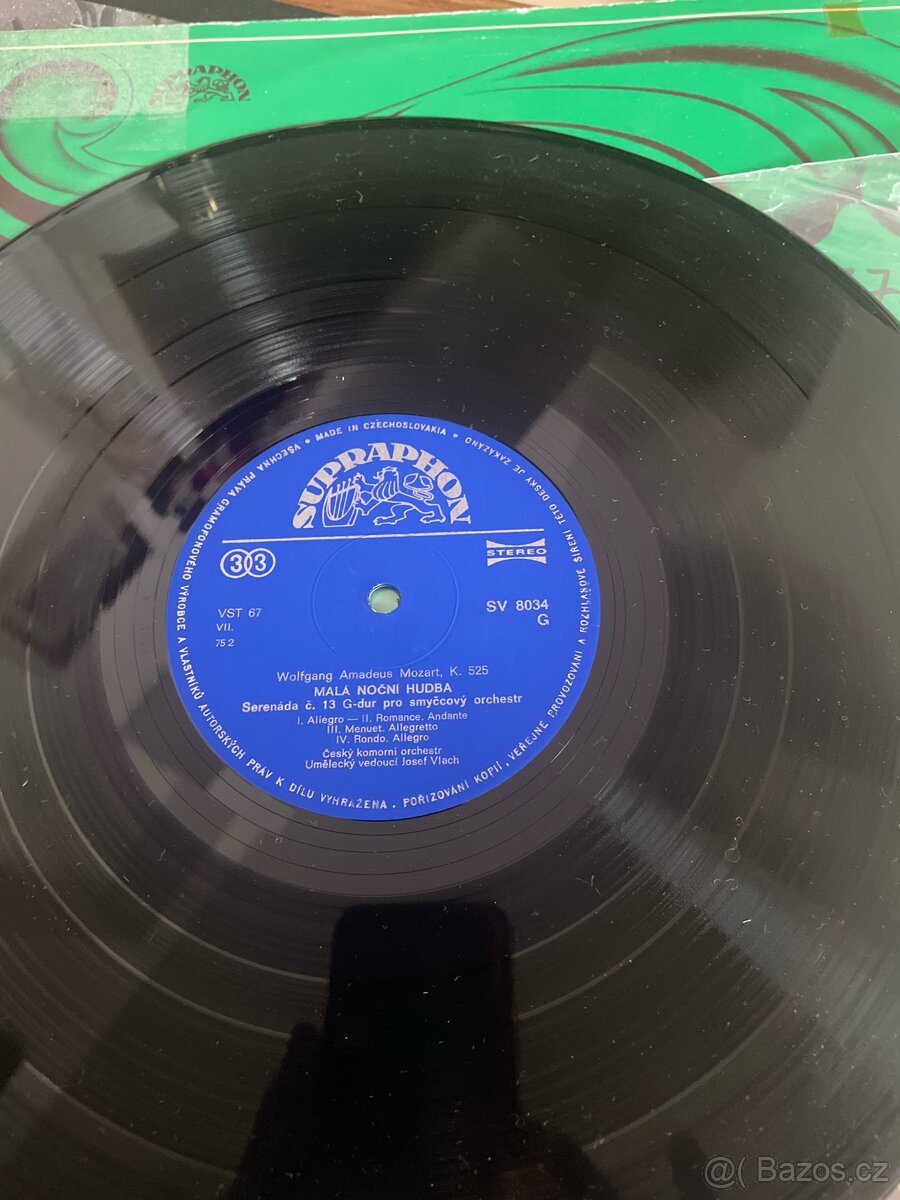 SUPRAPHON
VŠECHNA PRÁVA GRAMOFONOVÉHO VÝROBCE A VLASTNÍKŮ AUTORSKÝCH PRÁV K DÍLU VYHRAZENA . POŘIZOVÁNÍ KOPIÍ, VEŘEJNÉ PROVOZOVÁNÍ A ROZHLASOVÉ ŠÍŘENÍ TÉTO DESKY JE ZAKÁZÁNO • MADE IN CZECHOSLOVAKIA •
SUPRAPHON
33
STEREO
VST 67
SV 8034
VII.
G
75 2
Wolfgang Amadeus Mozart, K. 525
MALÁ NOČNÍ HUDBA
Serenáda č. 13 G-dur pro smyčcový orchestr
I. Allegro — II. Romance. Andante
III. Menuet. Allegretto
IV. Rondo. Allegro
Český komorní orchestr
Umělecký vedoucí Josef Vlach
@( Bazos.cz